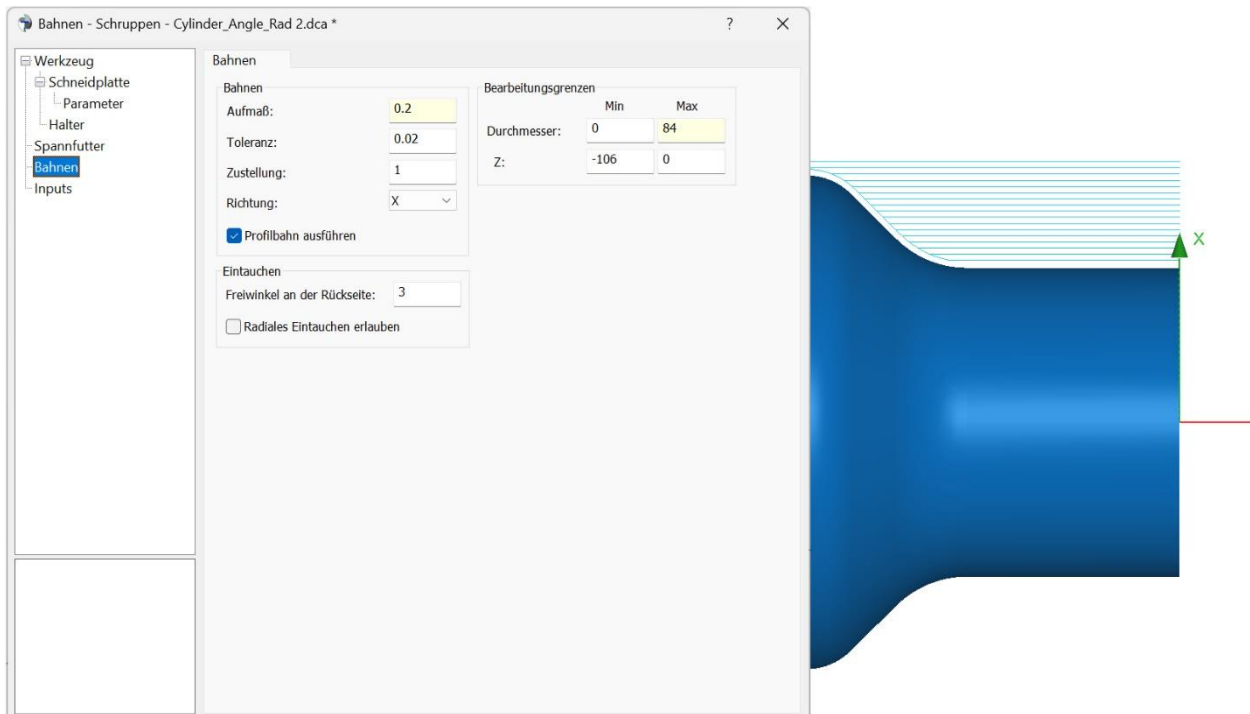 Bahnen - Schruppen - Cylinder_Angle_Rad 2.dca *
?
Werkzeug
Schneidplatte
Parameter
Halter
Spannfutter
Bahnen
Inputs
Bahnen
Bahnen
Aufmaß: 0.2
Toleranz: 0.02
Zustellung: 1
Richtung: X
Profilbahn ausführen
Eintauchen
Freiwinkel an der Rückseite: 3
Radiales Eintauchen erlauben
Bearbeitungsgrenzen
Min Max
Durchmesser: 0 84
Z: -106 0
X